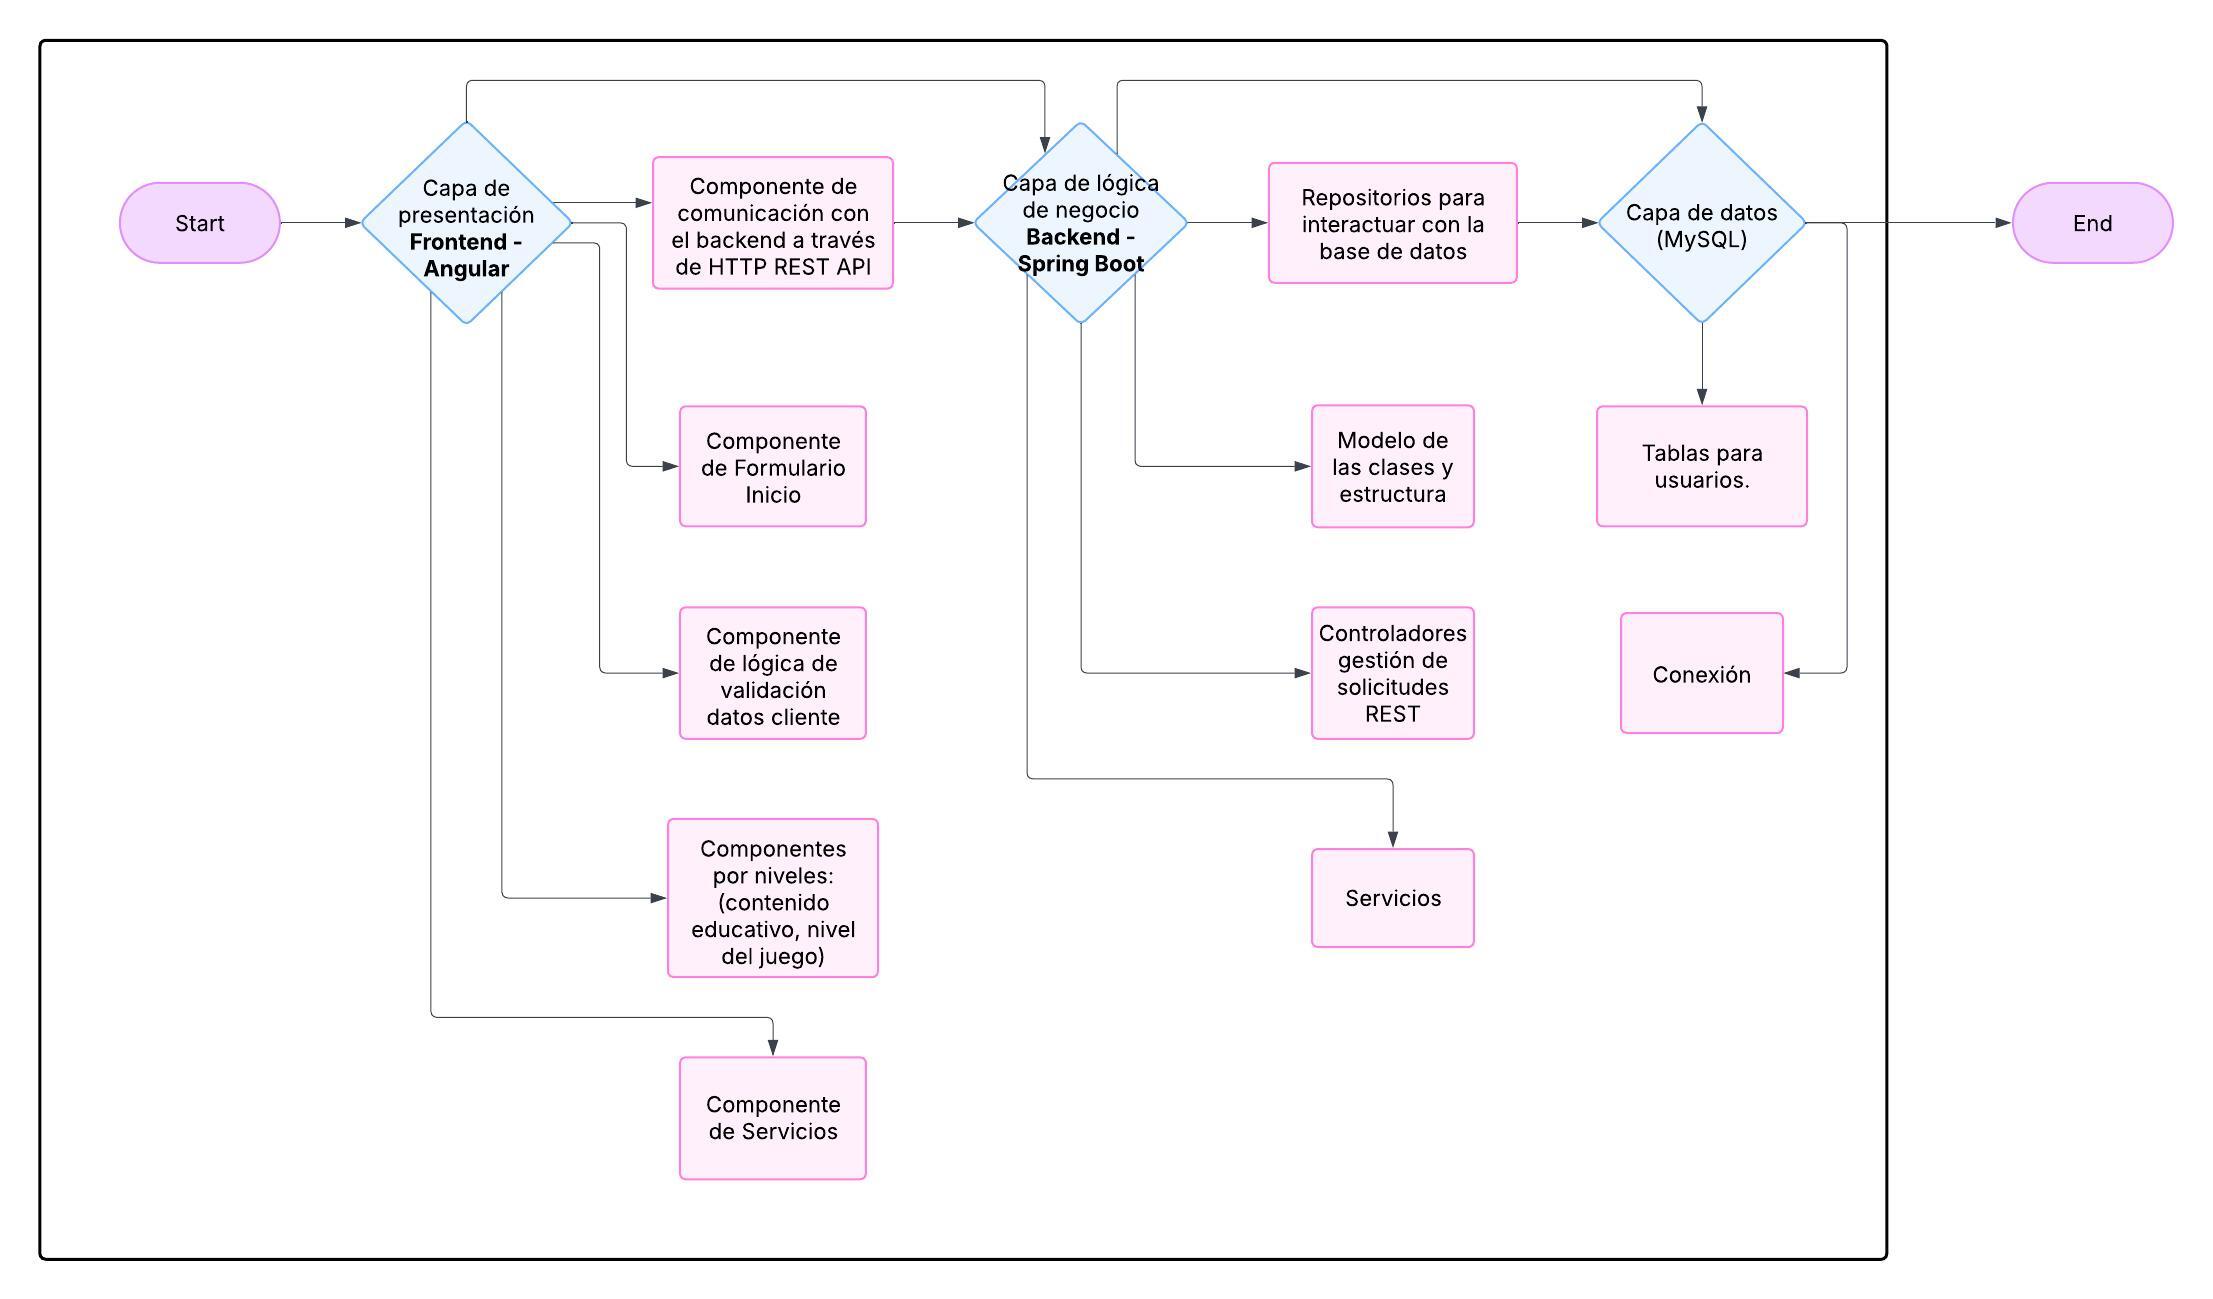 Start
Capa de
presentación
Frontend -
Angular
Componente de
comunicación con
el backend a través
de HTTP REST API
Capa de lógica
de negocio
Backend -
Spring Boot
Repositorios para
interactuar con la
base de datos
Capa de datos
(MySQL)
End
Componente
de Formulario
Inicio
Modelo de
las clases y
estructura
Tablas para
usuarios.
Componente
de lógica de
validación
datos cliente
Controladores
gestión de
solicitudes
REST
Conexión
Componentes
por niveles:
(contenido
educativo, nivel
del juego)
Servicios
Componente
de Servicios